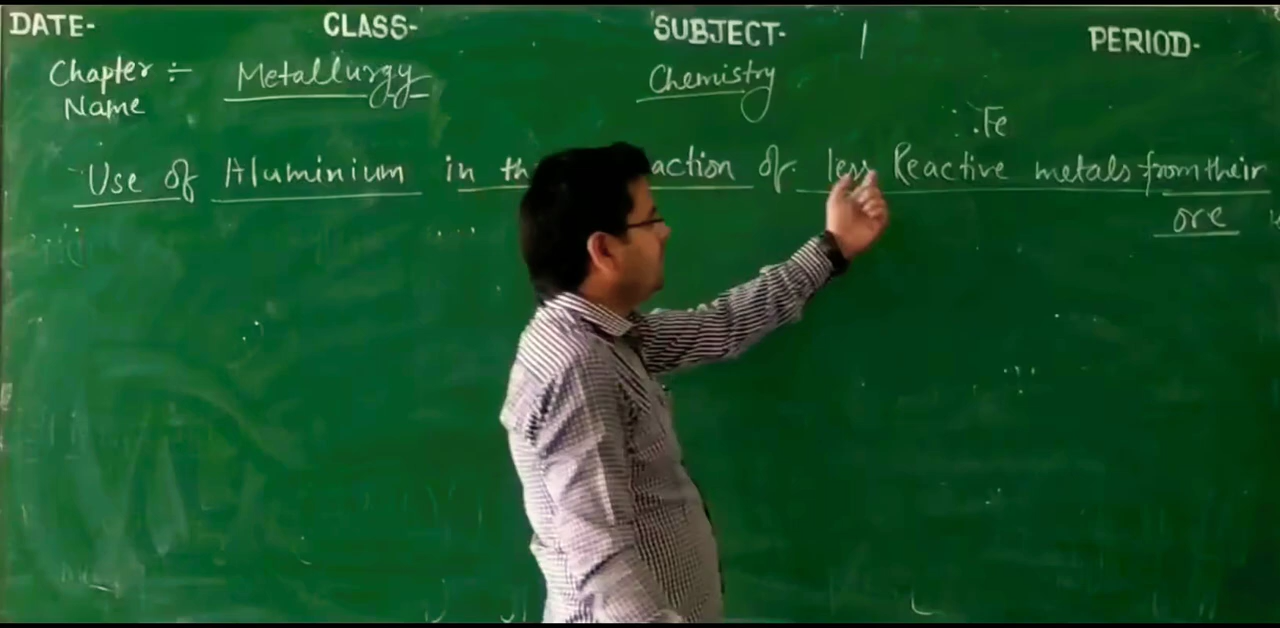 DATE- CLASS- SUBJECT- PERIOD-
Chapter ÷ Metallurgy Chemistry
Name
∴ Fe
Use of Aluminium in th action of less Reactive metals from their
ore